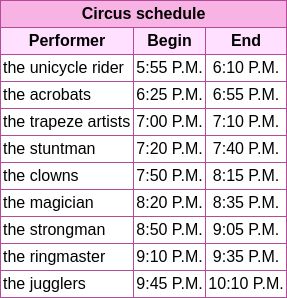 Circus schedule
Performer Begin End
the unicycle rider 5:55 P.M. 6:10 P.M.
the acrobats 6:25 P.M. 6:55 P.M.
the trapeze artists 7:00 P.M. 7:10 P.M.
the stuntman 7:20 P.M. 7:40 P.M.
the clowns 7:50 P.M. 8:15 P.M.
the magician 8:20 P.M. 8:35 P.M.
the strongman 8:50 P.M. 9:05 P.M.
the ringmaster 9:10 P.M. 9:35 P.M.
the jugglers 9:45 P.M. 10:10 P.M.